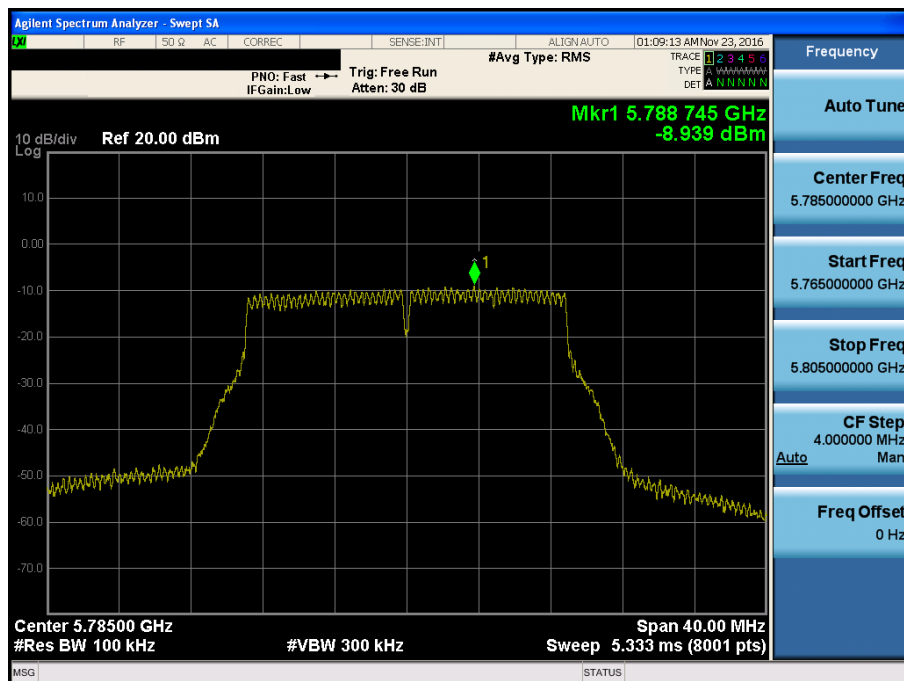 Agilent Spectrum Analyzer - Swept SA
LXI RF 50 Ω AC CORREC SENSE:INT ALIGN AUTO 01:09:13 AM Nov 23, 2016
#Avg Type: RMS TRACE 1 2 3 4 5 6
PNO: Fast Trig: Free Run TYPE A WWWWWW
IFGain:Low Atten: 30 dB DET A N N N N N
Mkr1 5.788 745 GHz
-8.939 dBm
10 dB/div Ref 20.00 dBm
Log
10.0
0.00
1
-10.0
-20.0
-30.0
-40.0
-50.0
-60.0
-70.0
Center 5.78500 GHz Span 40.00 MHz
#Res BW 100 kHz #VBW 300 kHz Sweep 5.333 ms (8001 pts)
MSG STATUS
Frequency
Auto Tune
Center Freq
5.785000000 GHz
Start Freq
5.765000000 GHz
Stop Freq
5.805000000 GHz
CF Step
4.000000 MHz
Auto Man
Freq Offset
0 Hz